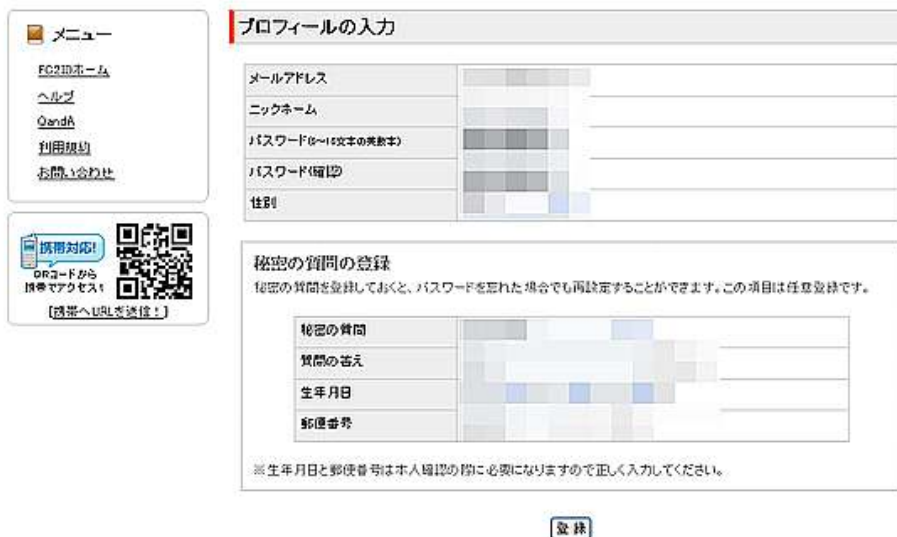 メニュー
FC2IDホーム
ヘルプ
QandA
利用規約
お問い合わせ
携帯対応!
QRコードから
携帯でアクセス!
[携帯へURLを送信!]
プロフィールの入力
メールアドレス
ニックネーム
パスワード(6〜16文字の英数字)
パスワード(確認)
性別
秘密の質問の登録
秘密の質問を登録しておくと、パスワードを忘れた場合でも再設定することができます。この項目は任意登録です。
秘密の質問
質問の答え
生年月日
郵便番号
※生年月日と郵便番号は本人確認の際に必要になりますので正しく入力してください。
登録